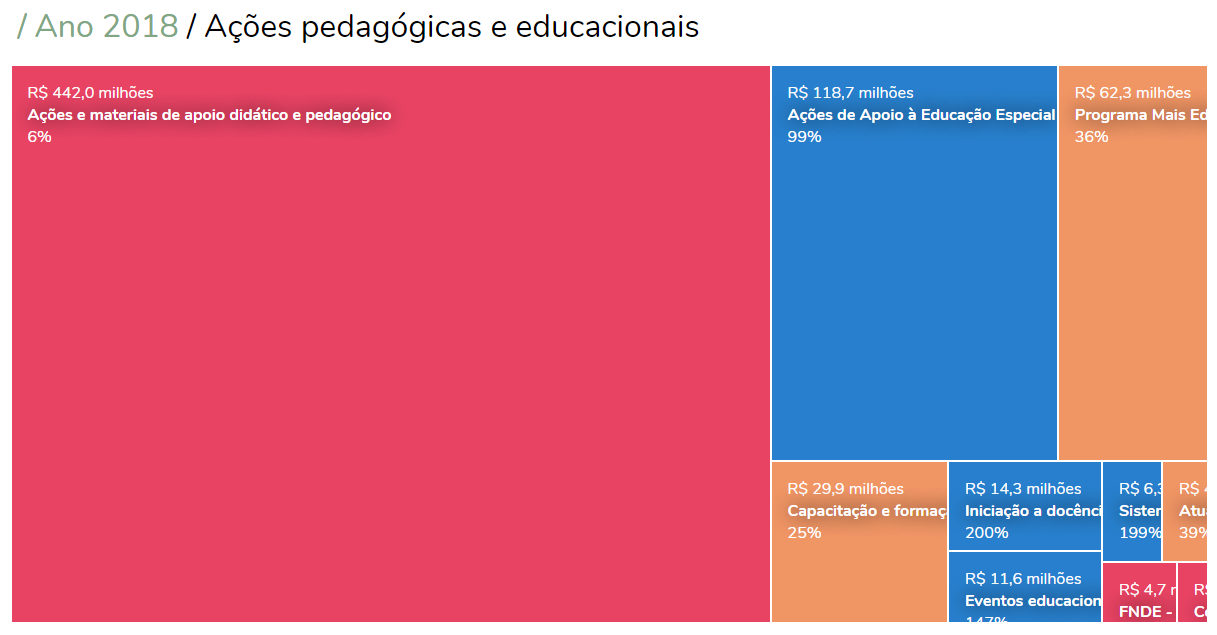 / Ano 2018 / Ações pedagógicas e educacionais
R$ 442,0 milhões
Ações e materiais de apoio didático e pedagógico
6%
R$ 118,7 milhões
Ações de Apoio à Educação Especial
99%
R$ 62,3 milhões
Programa Mais Ed
36%
R$ 29,9 milhões
Capacitação e formaç
25%
R$ 14,3 milhões
Iniciação a docênci
200%
R$ 11,6 milhões
Eventos educacion
147%
R$ 6,3
Sister
199%
R$ 4
Atu
39%
R$ 4,7
FNDE -
R$